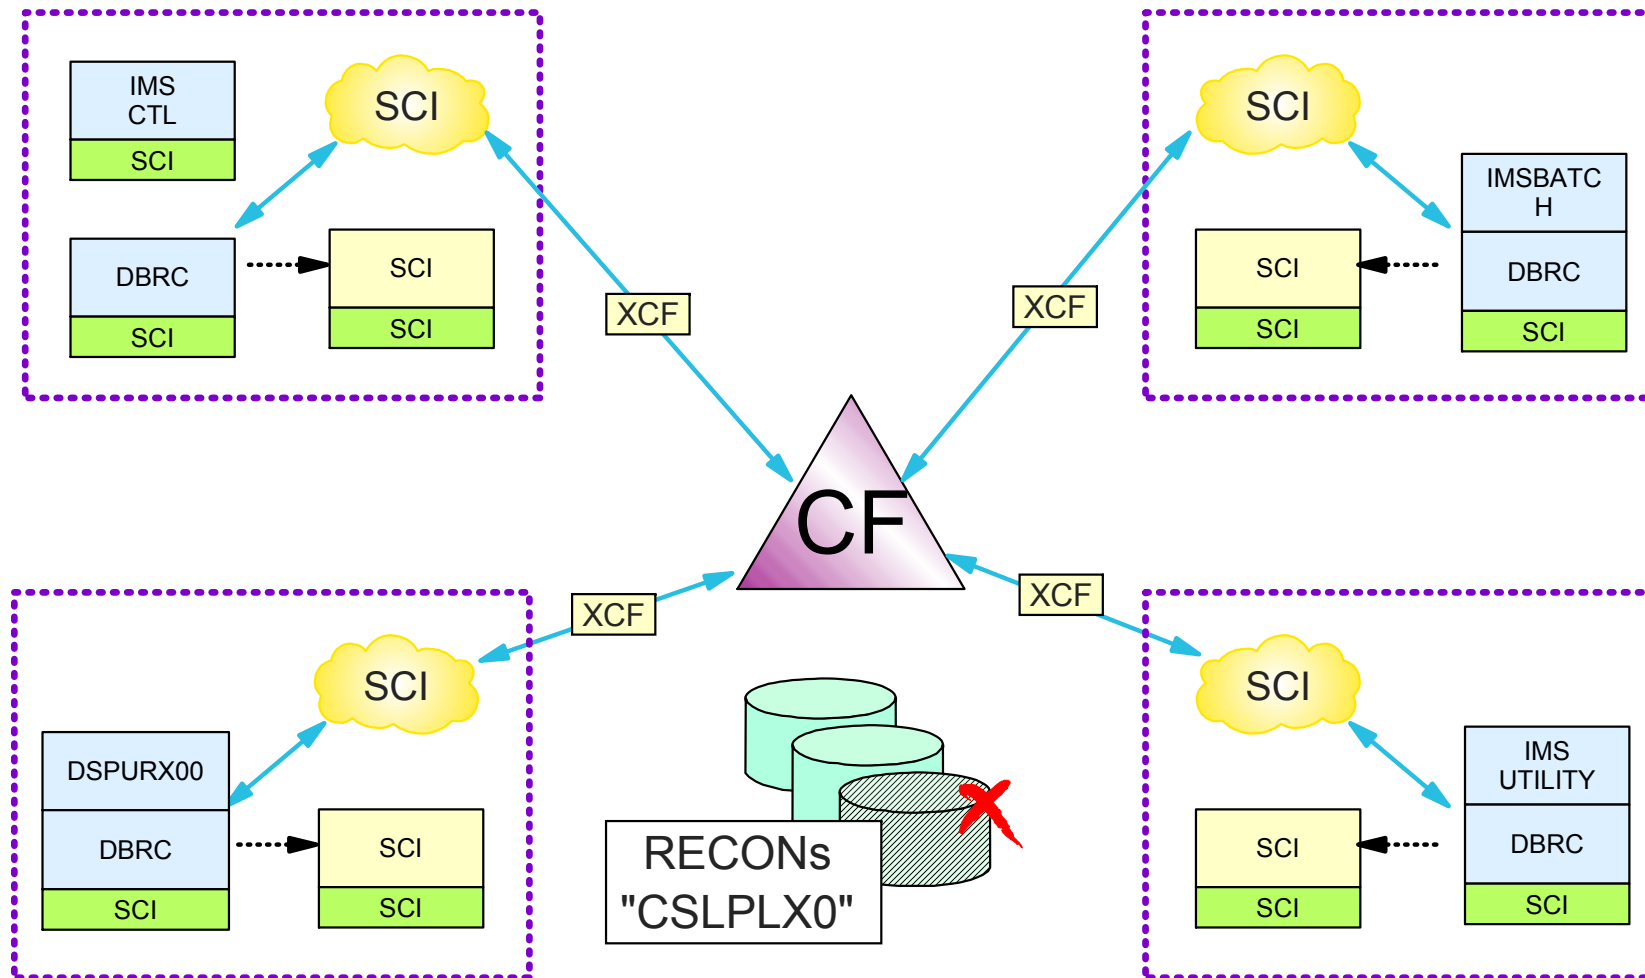 IMS
CTL
SCI
SCI
DBRC
SCI
SCI
SCI
XCF
SCI
IMSBATC
H
DBRC
SCI
SCI
SCI
XCF
CF
SCI
DSPURX00
DBRC
SCI
SCI
SCI
XCF
RECONs
"CSLPLX0"
XCF
SCI
IMS
UTILITY
DBRC
SCI
SCI
SCI